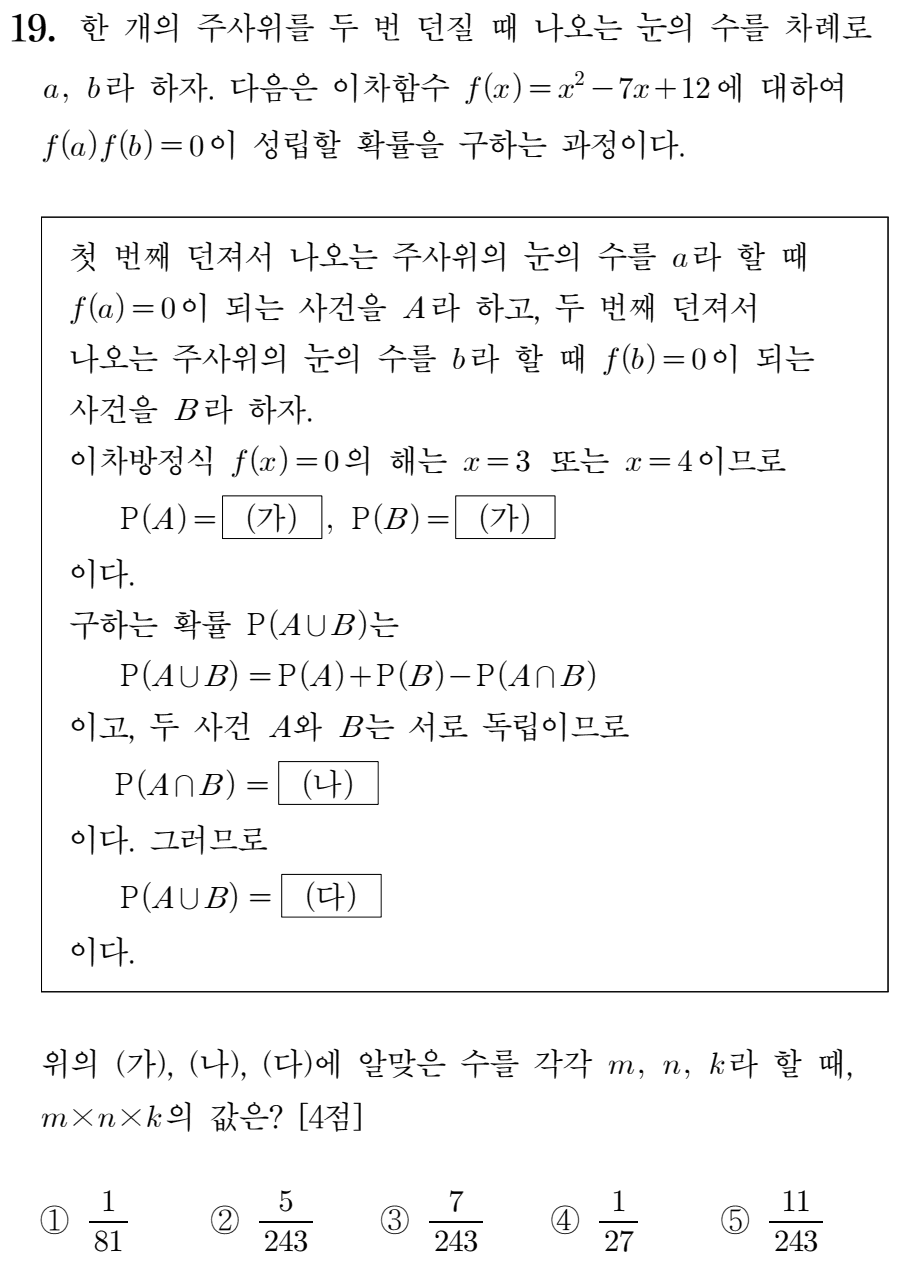 19. 한 개의 주사위를 두 번 던질 때 나오는 눈의 수를 차례로
a, b라 하자. 다음은 이차함수 f(x)=x²-7x+12에 대하여
f(a)f(b)=0이 성립할 확률을 구하는 과정이다.
첫 번째 던져서 나오는 주사위의 눈의 수를 a라 할 때
f(a)=0이 되는 사건을 A라 하고, 두 번째 던져서
나오는 주사위의 눈의 수를 b라 할 때 f(b)=0이 되는
사건을 B라 하자.
이차방정식 f(x)=0의 해는 x=3 또는 x=4이므로
P(A)= (가) , P(B)= (가)
이다.
구하는 확률 P(A∪B)는
P(A∪B)=P(A)+P(B)-P(A∩B)
이고, 두 사건 A와 B는 서로 독립이므로
P(A∩B)= (나)
이다. 그러므로
P(A∪B)= (다)
이다.
위의 (가), (나), (다)에 알맞은 수를 각각 m, n, k라 할 때,
m×n×k의 값은? [4점]
① 1/81 ② 5/243 ③ 7/243 ④ 1/27 ⑤ 11/243